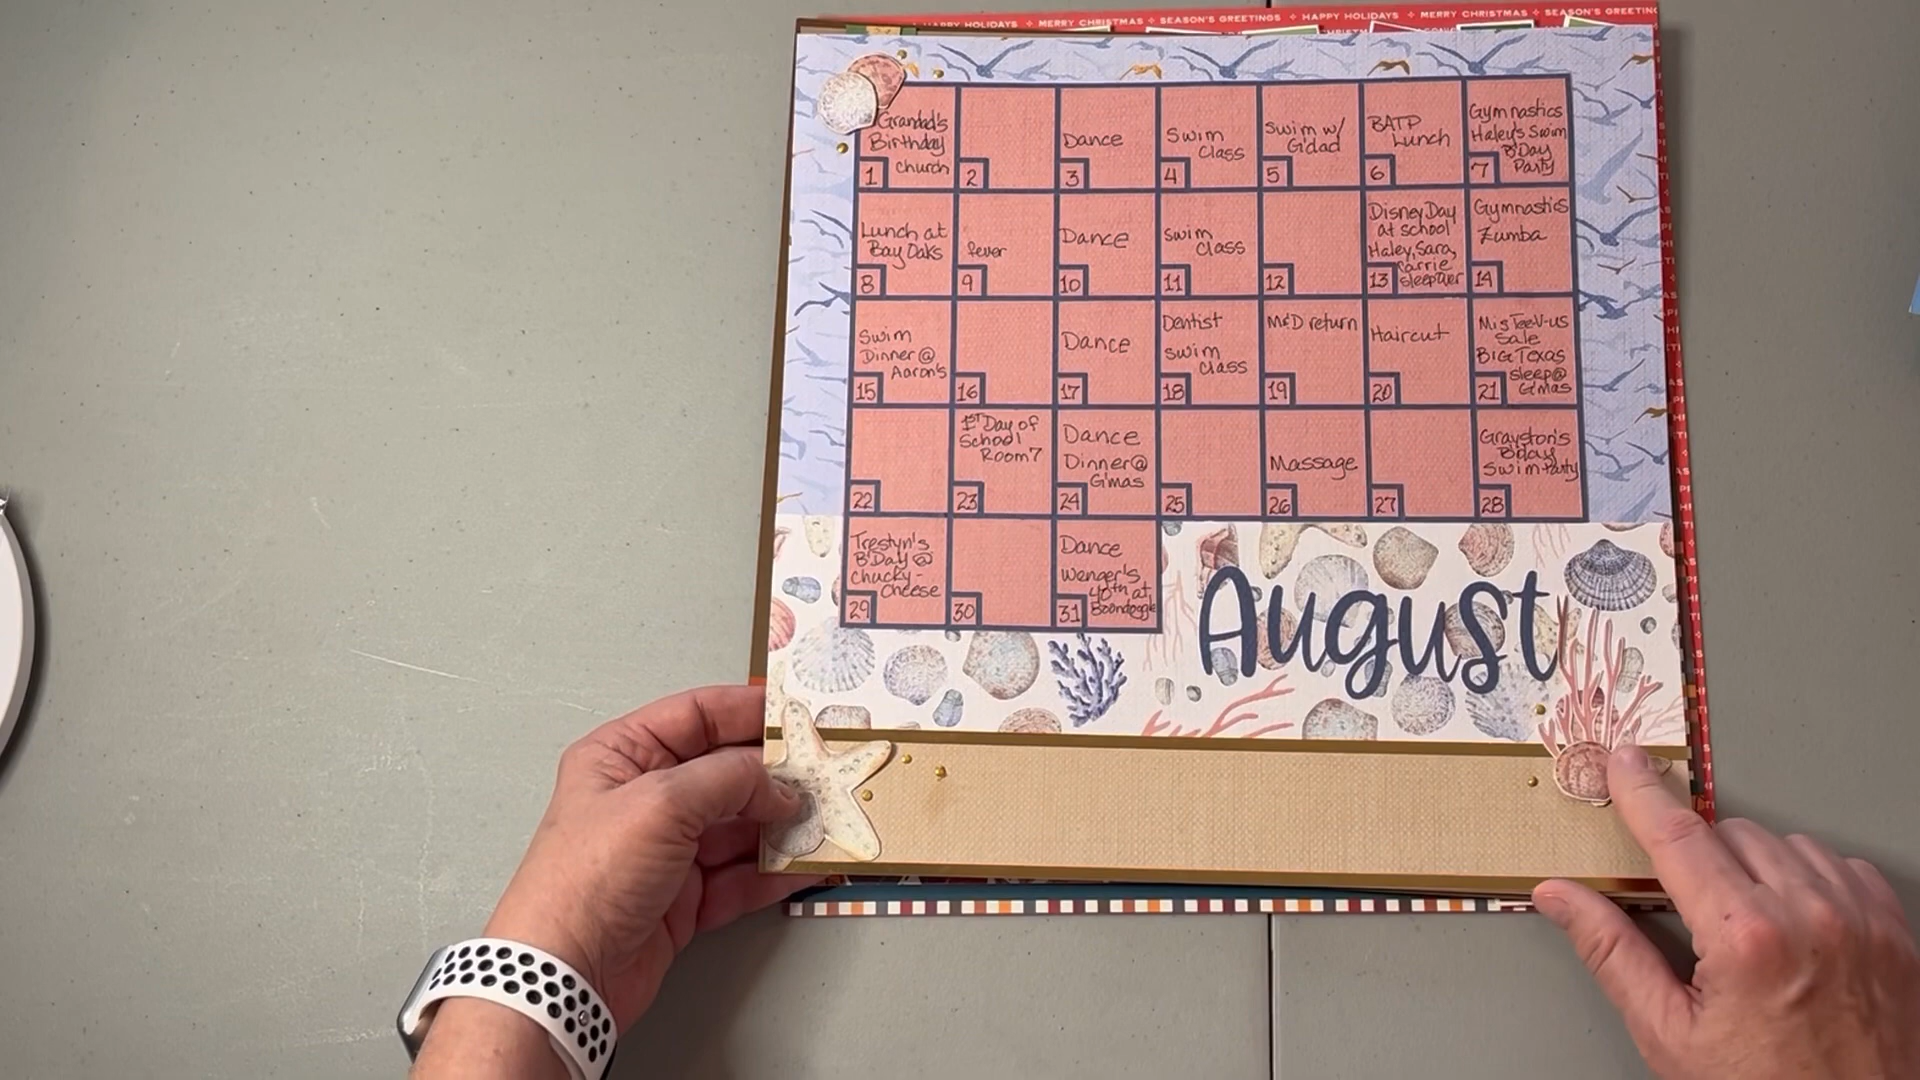 HAPPY HOLIDAYS + MERRY CHRISTMAS + SEASON'S GREETINGS + HAPPY HOLIDAYS + MERRY CHRISTMAS + SEASON'S GREETIN
Grandad's
Birthday
Church
1
2
Dance
3
Swim
Class
4
Swim w/
G'dad
5
BATP
Lunch
6
Gymnastics
Haley's Swim
B'Day
Party
7
Lunch at
Bay Oaks
8
fever
9
Dance
10
Swim
Class
11
12
Disney Day
at school
Haley, Sara,
Carrie
sleepover
13
Gymnastics
Zumba
14
Swim
Dinner @
Aaron's
15
16
Dance
17
Dentist
Swim
Class
18
M&D return
19
Haircut
20
Mis Tee-V-us
Sale
BIG Texas
sleep@
G'mas
21
22
1ST Day of
School
Room 7
23
Dance
Dinner@
G'mas
24
25
Massage
26
27
Grayston's
B'day
Swim Party
28
Trestyn's
B'Day @
Chucky-
Cheese
29
30
Dance
Wenger's
40th at
Boondoggle
31
August